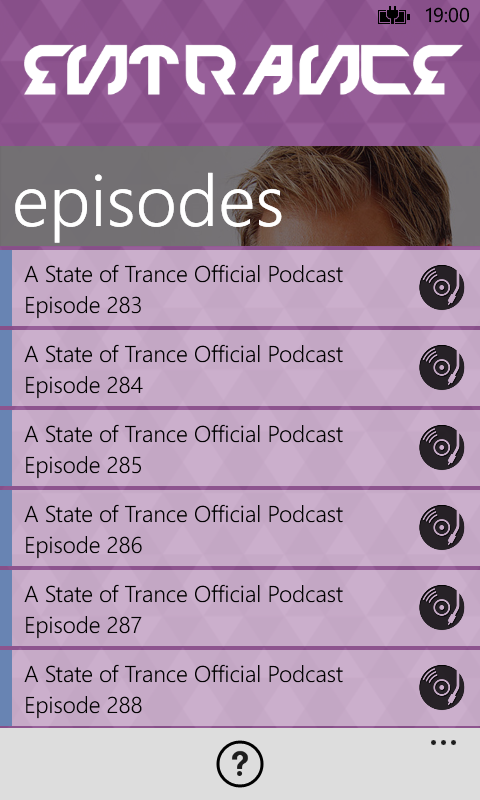 19:00
ENTRANCE
episodes
A State of Trance Official Podcast
Episode 283
A State of Trance Official Podcast
Episode 284
A State of Trance Official Podcast
Episode 285
A State of Trance Official Podcast
Episode 286
A State of Trance Official Podcast
Episode 287
A State of Trance Official Podcast
Episode 288
?